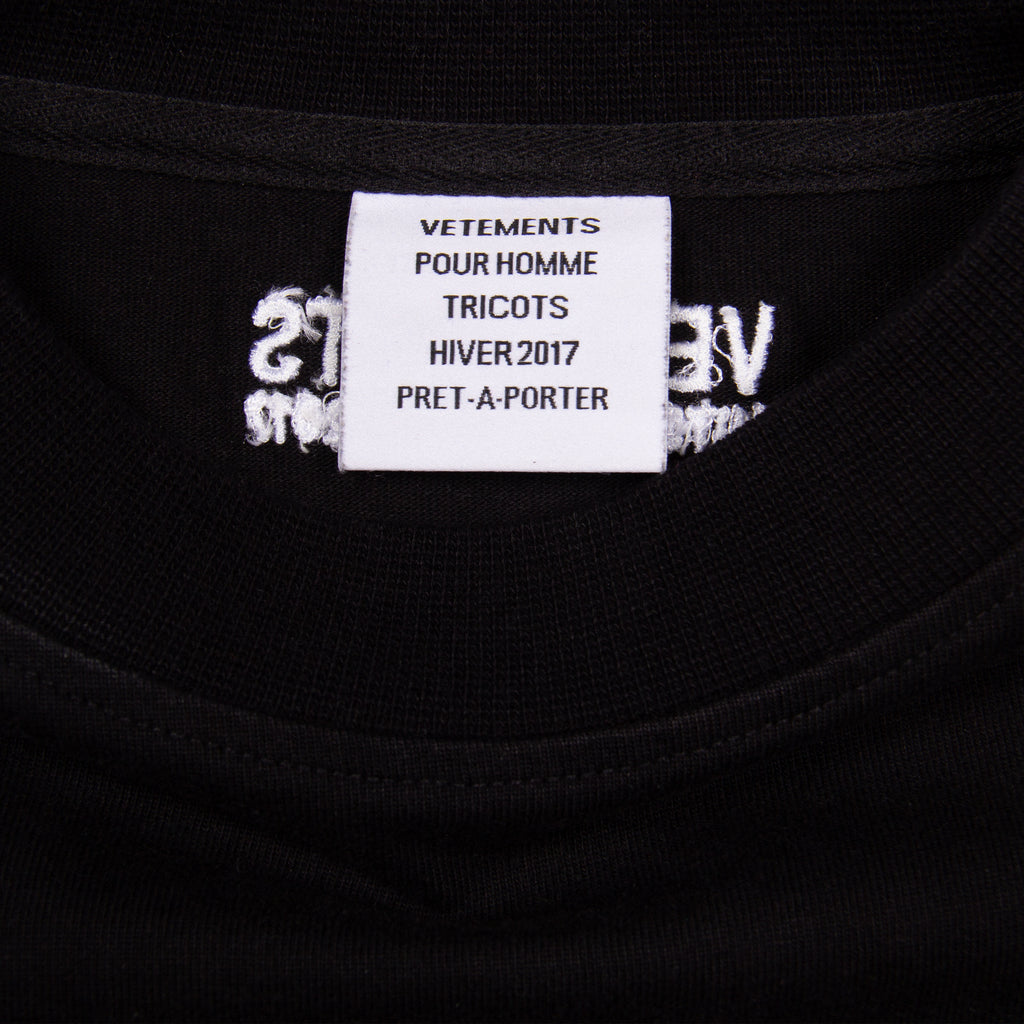 VETEMENTS
POUR HOMME
TRICOTS
HIVER 2017
PRET-A-PORTER